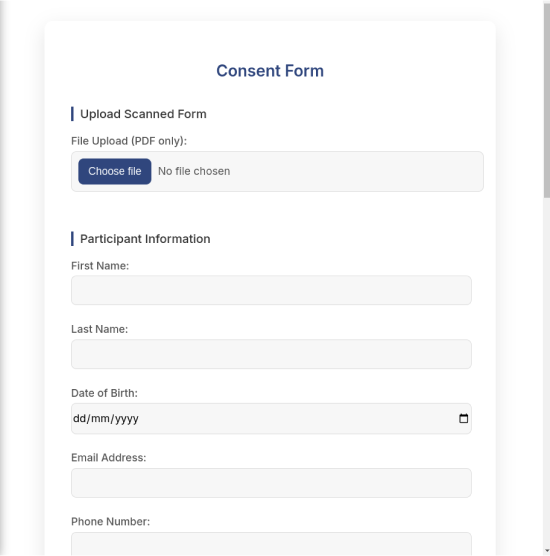 Consent Form
Upload Scanned Form
File Upload (PDF only):
Choose file No file chosen
Participant Information
First Name:
Last Name:
Date of Birth:
dd/mm/yyyy
Email Address:
Phone Number: